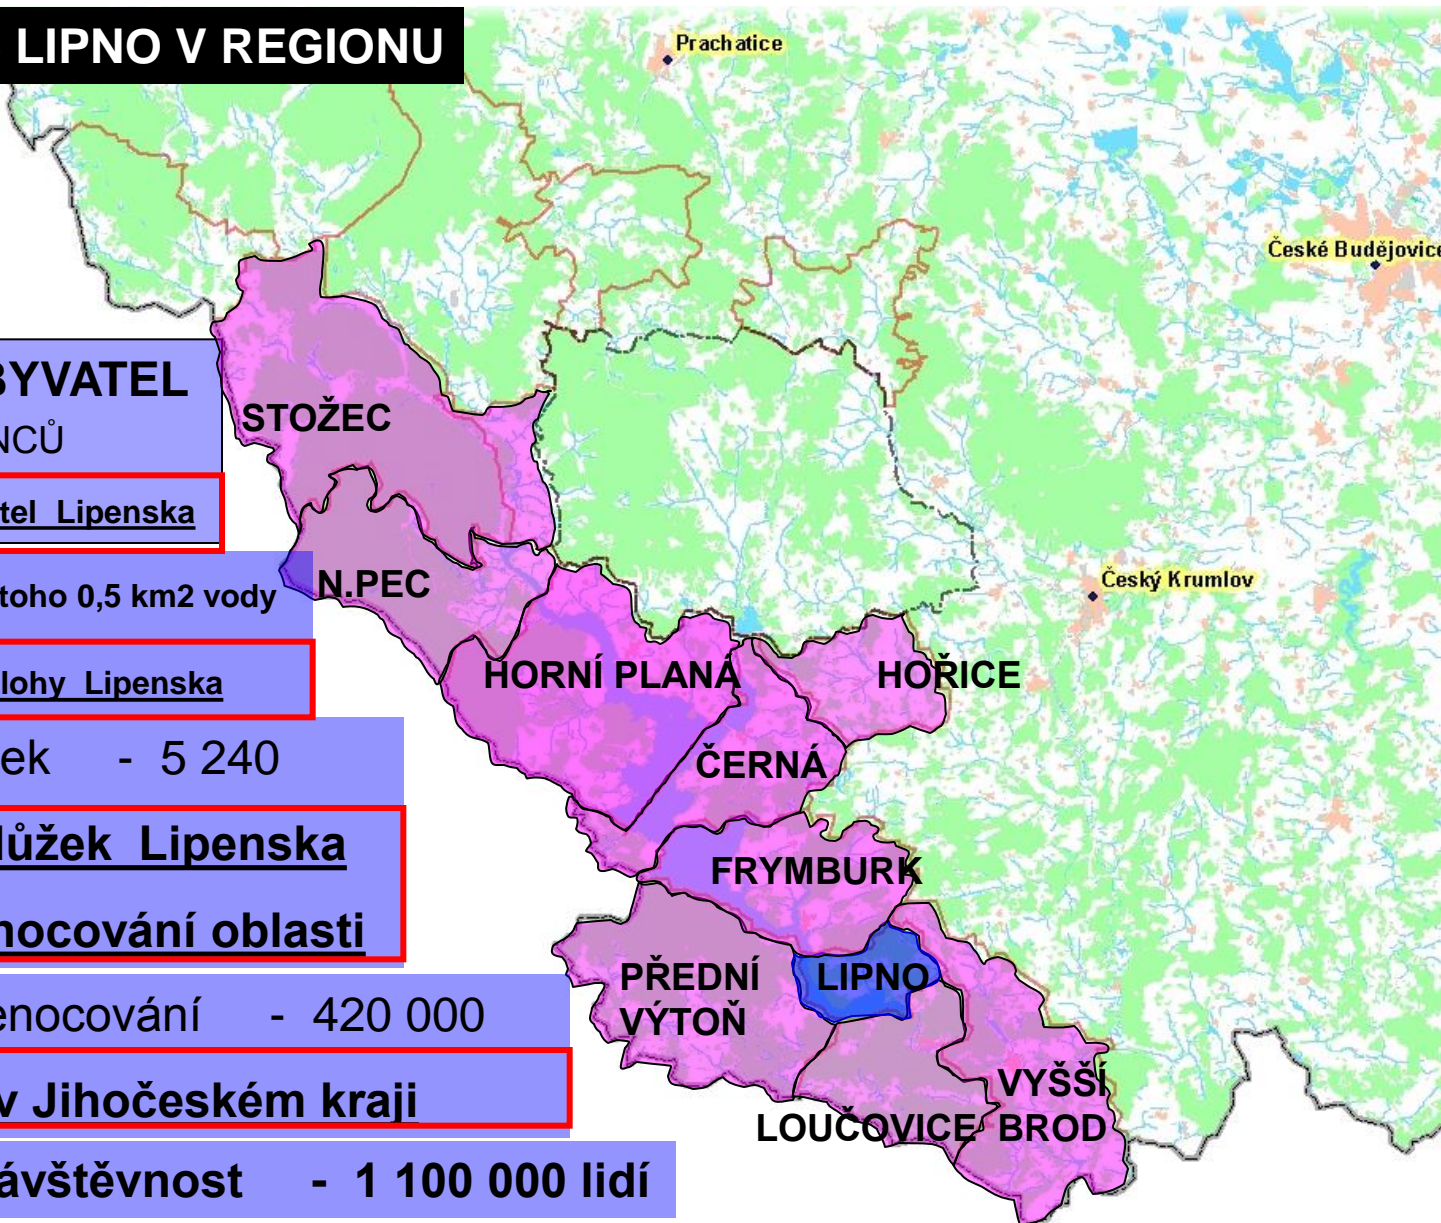 LIPNO V REGIONU
Prachatice
České Budějovice
BYVATEL
NCŮ
tel Lipenska
STOŽEC
toho 0,5 km2 vody
N.PEC
Český Krumlov
lohy Lipenska
HORNÍ PLANÁ
HOŘICE
ek - 5 240
ČERNÁ
lůžek Lipenska
FRYMBURK
nocování oblasti
PŘEDNÍ
VÝTOŇ
LIPNO
enocování - 420 000
v Jihočeském kraji
VYŠŠÍ
BROD
LOUČOVICE
ávštěvnost - 1 100 000 lidí